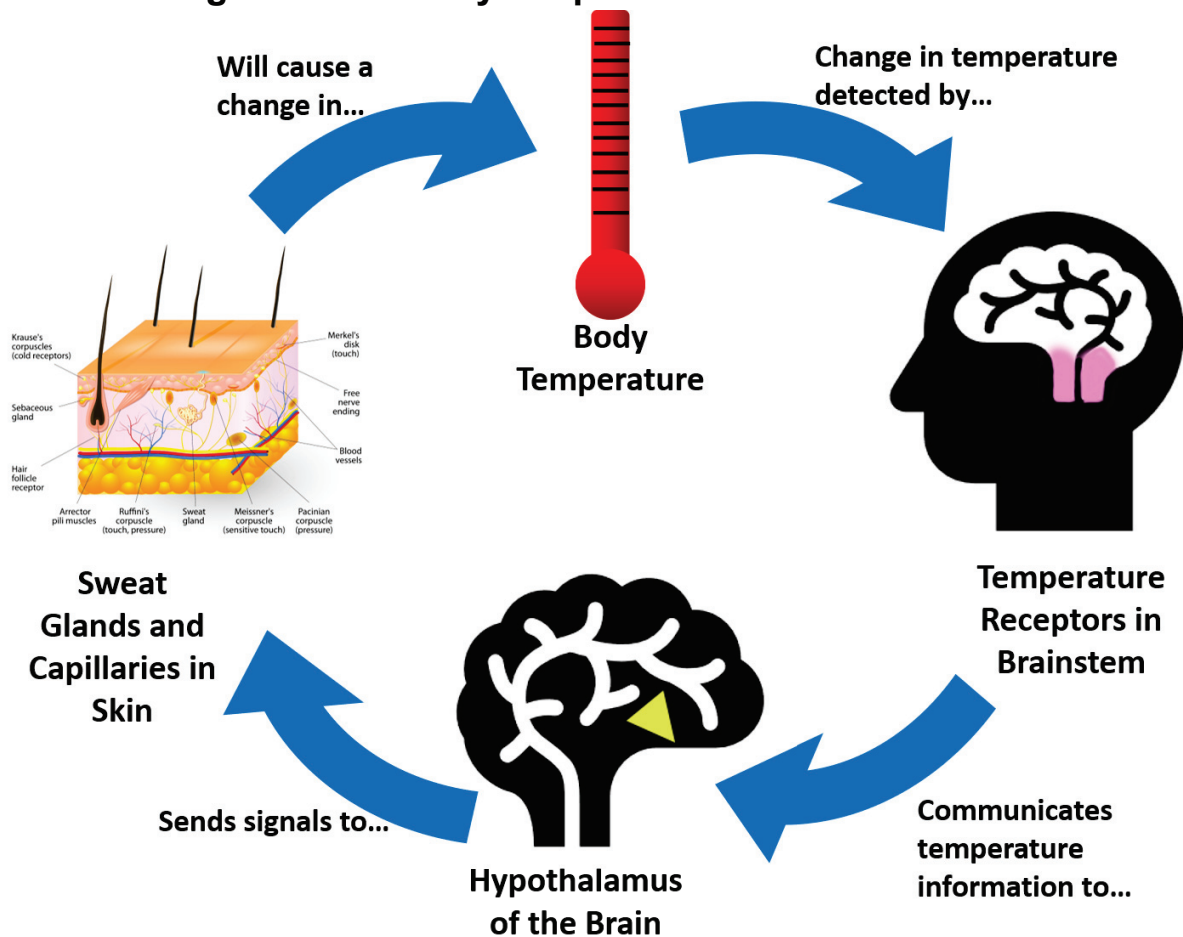 Will cause a
change in...
Change in temperature
detected by...
Body
Temperature
Krause's
corpuscles
(cold receptors)
Sebaceous
gland
Hair
follicle
receptor
Arrector
pili muscles
Ruffini's
corpuscle
(touch, pressure)
Sweat
gland
Meissner's
corpuscle
(sensitive touch)
Pacinian
corpuscle
(pressure)
Merkel's
disk
(touch)
Free
nerve
ending
Blood
vessels
Temperature
Receptors in
Brainstem
Sweat
Glands and
Capillaries in
Skin
Sends signals to...
Hypothalamus
of the Brain
Communicates
temperature
information to...